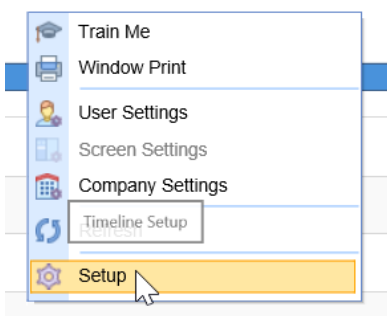 Train Me
Window Print
User Settings
Screen Settings
Company Settings
Timeline Setup
Refresh
Setup